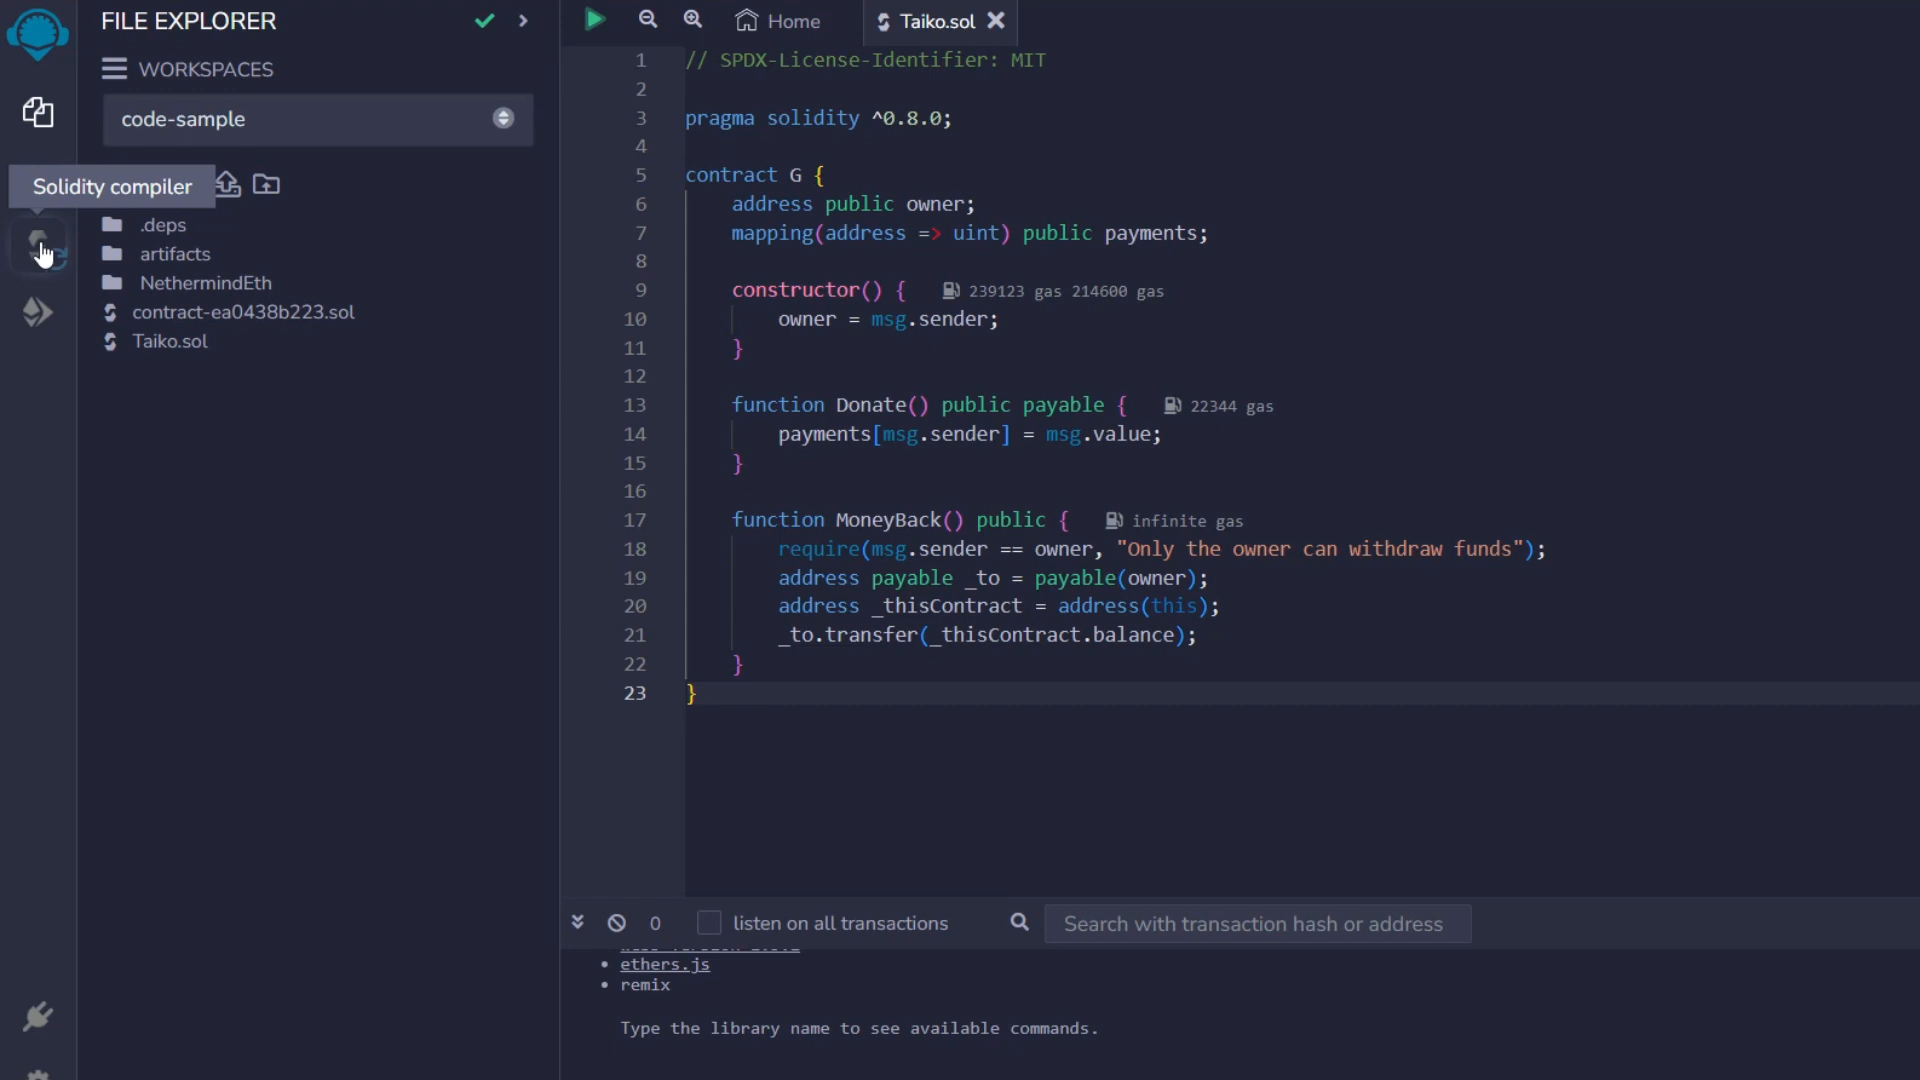 FILE EXPLORER
WORKSPACES
code-sample
Solidity compiler
.deps
artifacts
NethermindEth
contract-ea0438b223.sol
Taiko.sol
Home
Taiko.sol
1 // SPDX-License-Identifier: MIT
2
3 pragma solidity ^0.8.0;
4
5 contract G {
6 address public owner;
7 mapping(address => uint) public payments;
8
9 constructor() { 239123 gas 214600 gas
10 owner = msg.sender;
11 }
12
13 function Donate() public payable { 22344 gas
14 payments[msg.sender] = msg.value;
15 }
16
17 function MoneyBack() public { infinite gas
18 require(msg.sender == owner, "Only the owner can withdraw funds");
19 address payable _to = payable(owner);
20 address _thisContract = address(this);
21 _to.transfer(_thisContract.balance);
22 }
23 }
0 listen on all transactions Search with transaction hash or address
• ethers.js
• remix
Type the library name to see available commands.